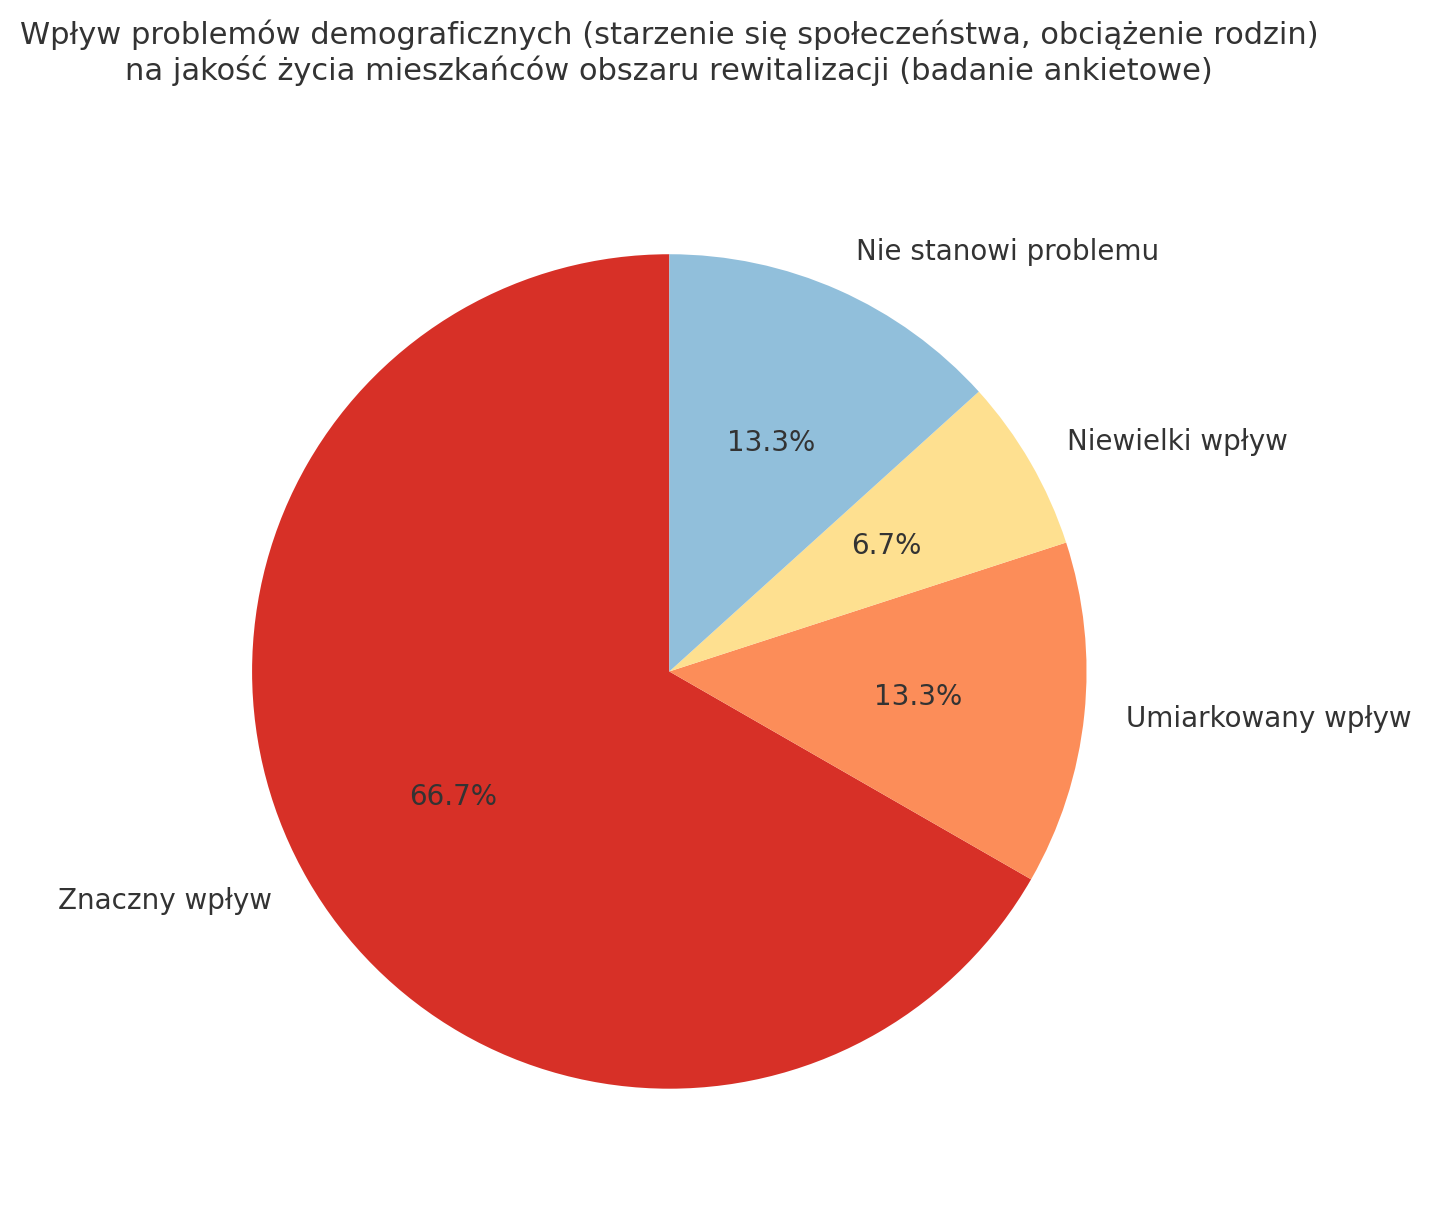 Wpływ problemów demograficznych (starzenie się społeczeństwa, obciążenie rodzin)
na jakość życia mieszkańców obszaru rewitalizacji (badanie ankietowe)
Nie stanowi problemu
13.3%
Niewielki wpływ
6.7%
13.3%
Umiarkowany wpływ
66.7%
Znaczny wpływ